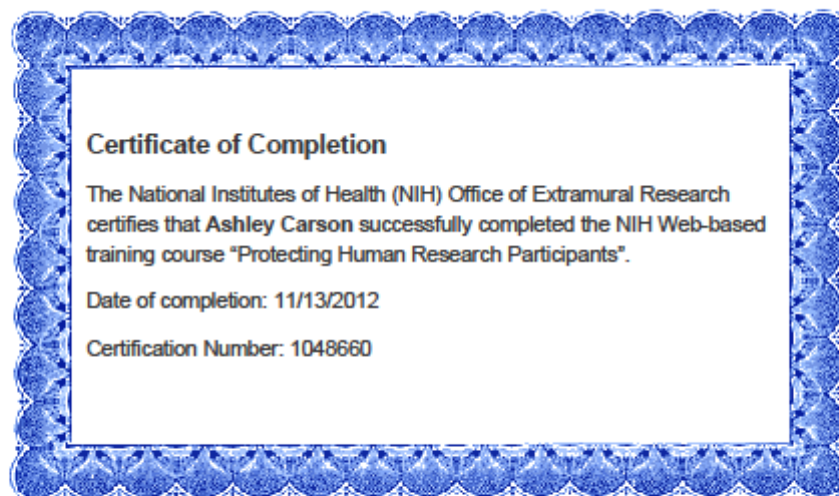 Certificate of Completion
The National Institutes of Health (NIH) Office of Extramural Research
certifies that Ashley Carson successfully completed the NIH Web-based
training course “Protecting Human Research Participants”.
Date of completion: 11/13/2012
Certification Number: 1048660